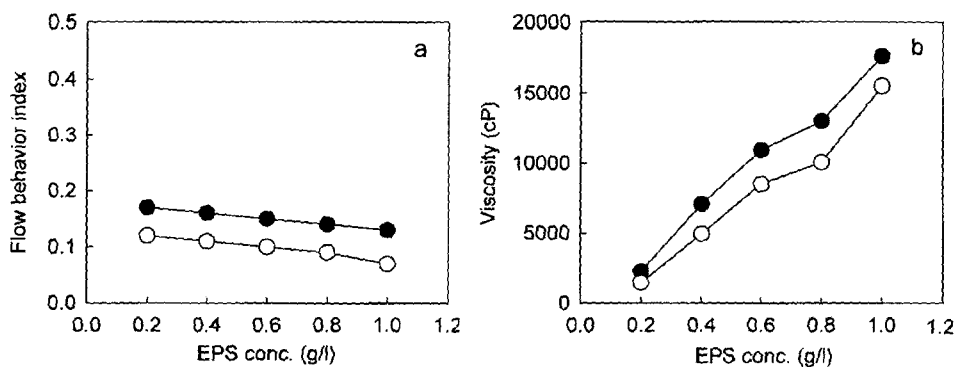 a
0.5
0.4
0.3
0.2
0.1
0.0
Flow behavior index
0.0 0.2 0.4 0.6 0.8 1.0 1.2
EPS conc. (g/l)
b
20000
15000
10000
5000
0
Viscosity (cP)
0.0 0.2 0.4 0.6 0.8 1.0 1.2
EPS conc. (g/l)